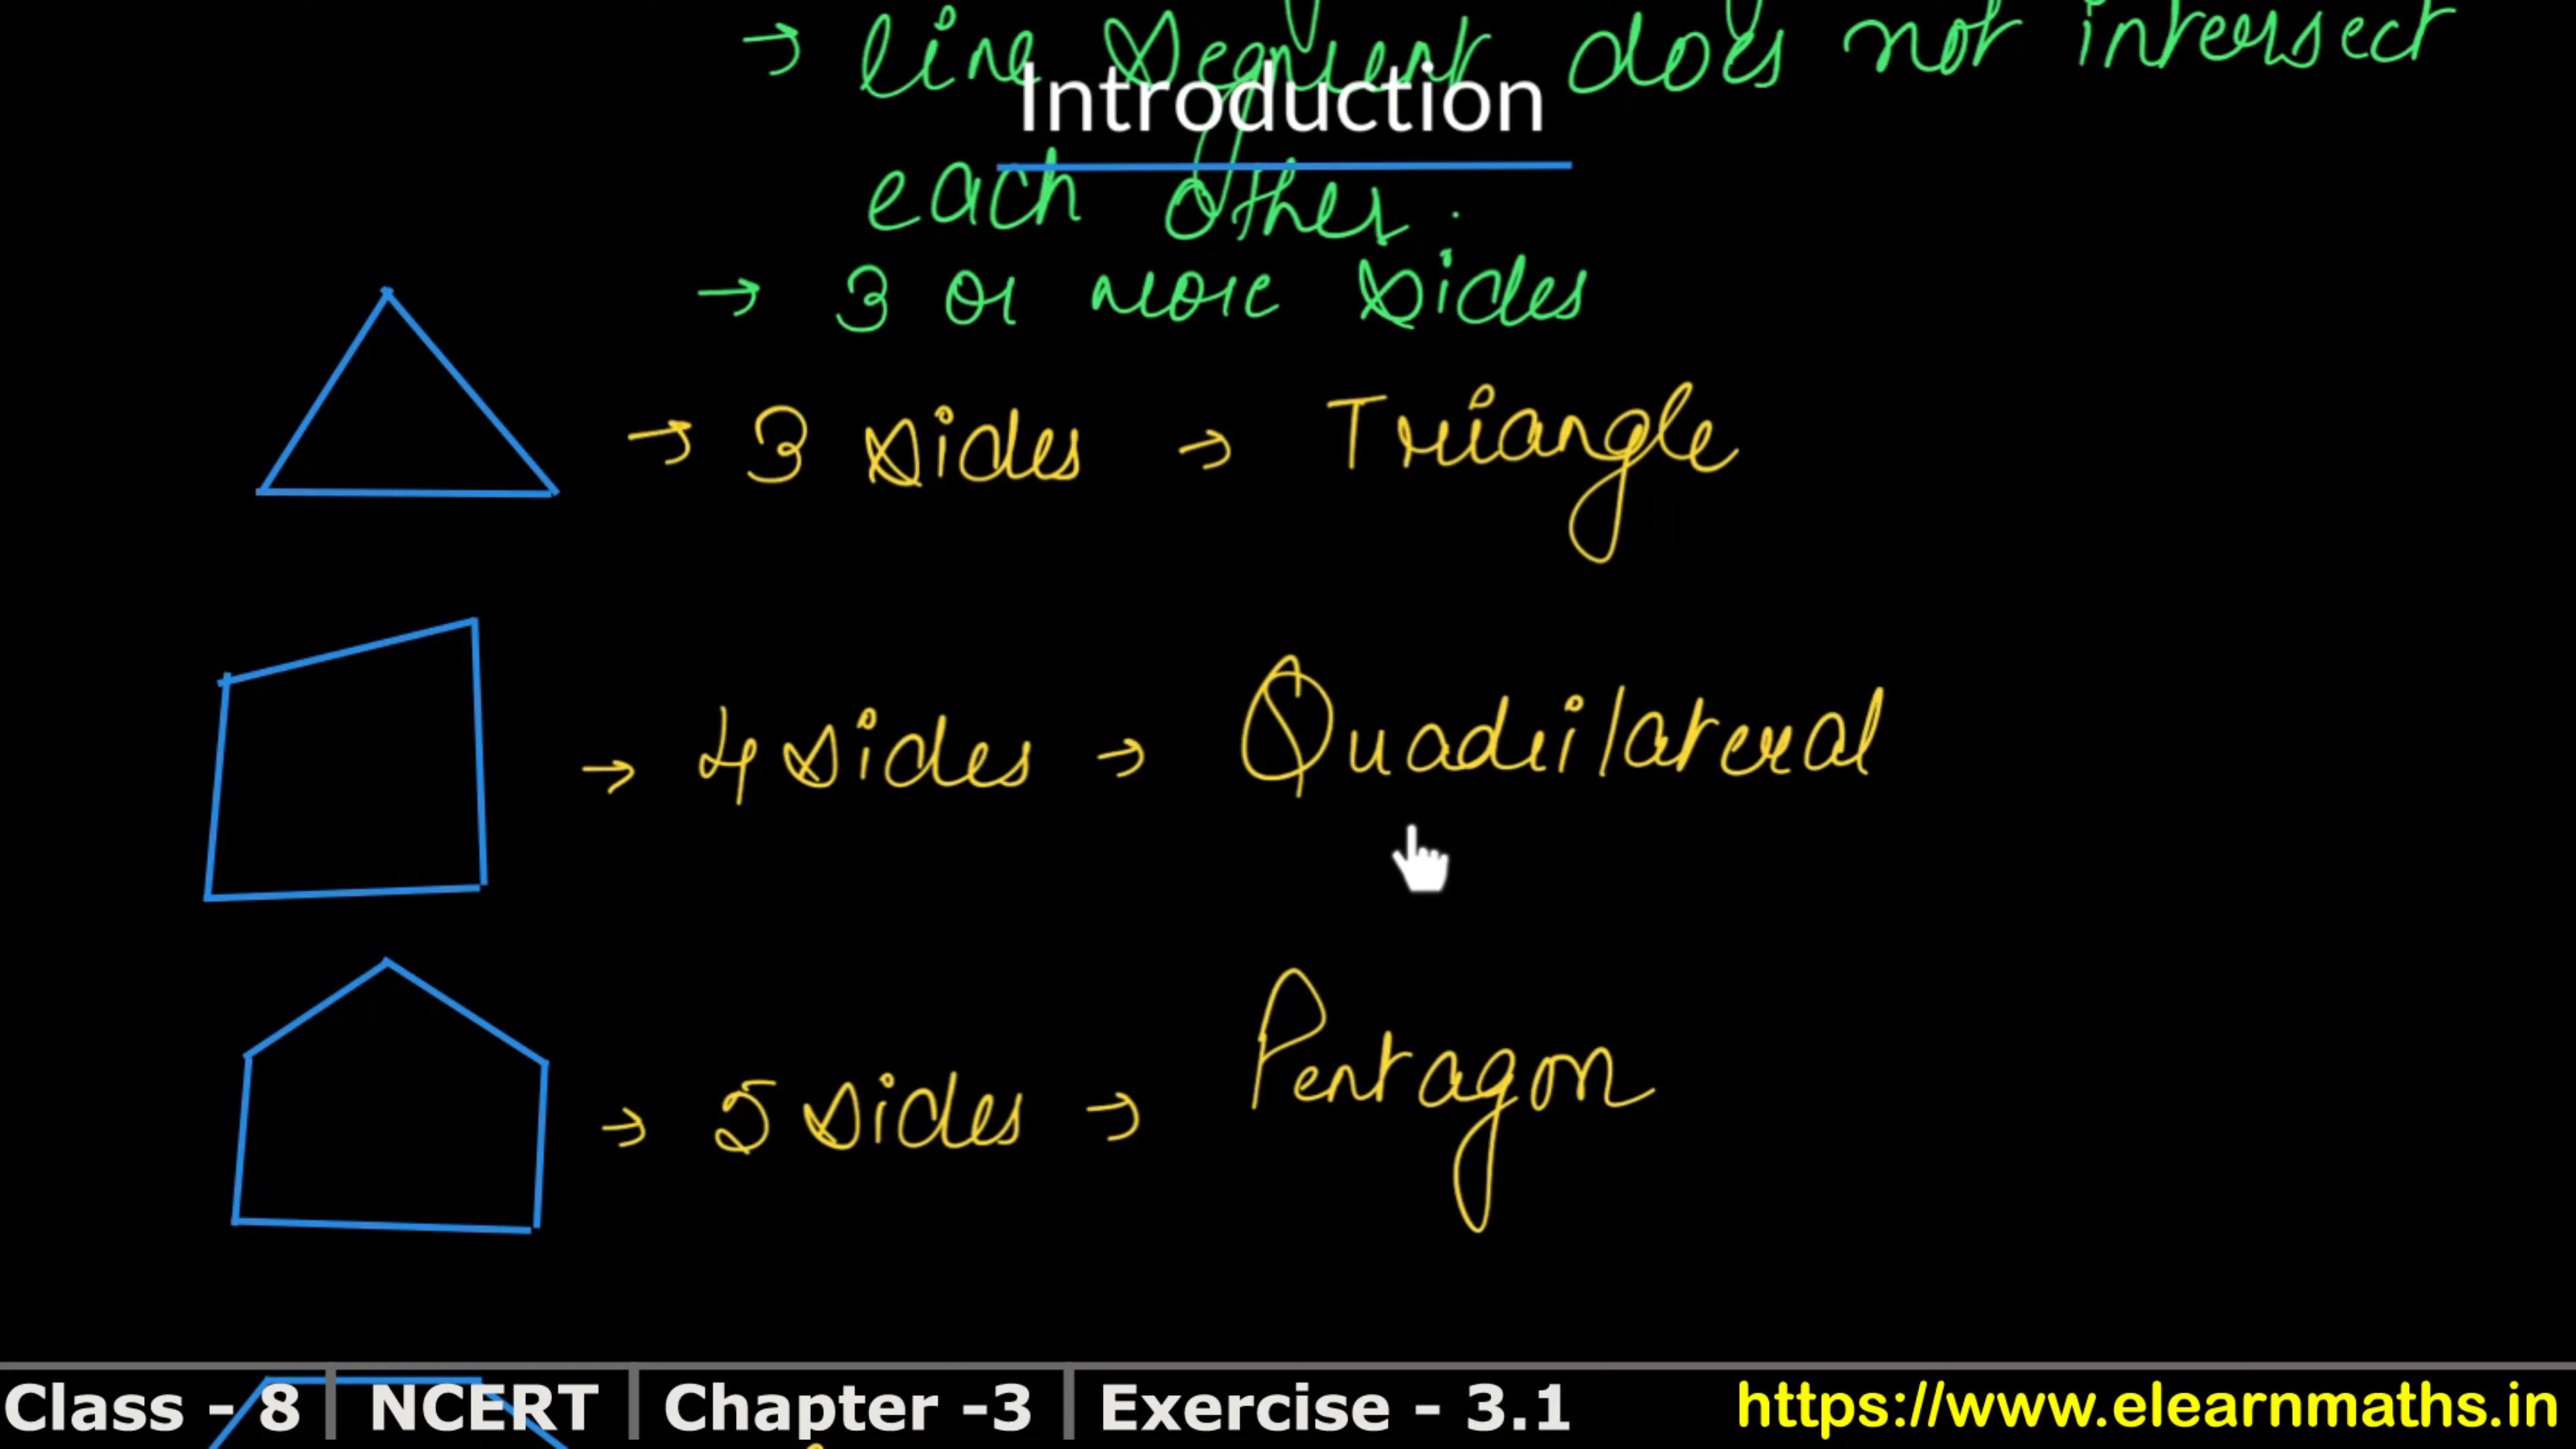 → line segment does not intersect
Introduction
each other.
→ 3 or more sides
→ 3 sides → Triangle
→ 4 sides → Quadrilateral
→ 5 sides → Pentagon
Class - 8 | NCERT | Chapter -3 | Exercise - 3.1 https://www.elearnmaths.in